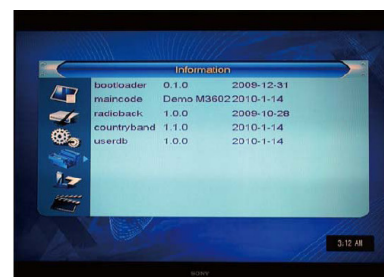 Information
bootloader 0.1.0 2009-12-31
maincode Demo M3602 2010-1-14
radioback 1.0.0 2009-10-28
countryband 1.1.0 2010-1-14
userdb 1.0.0 2010-1-14
3:12 AM
SONY